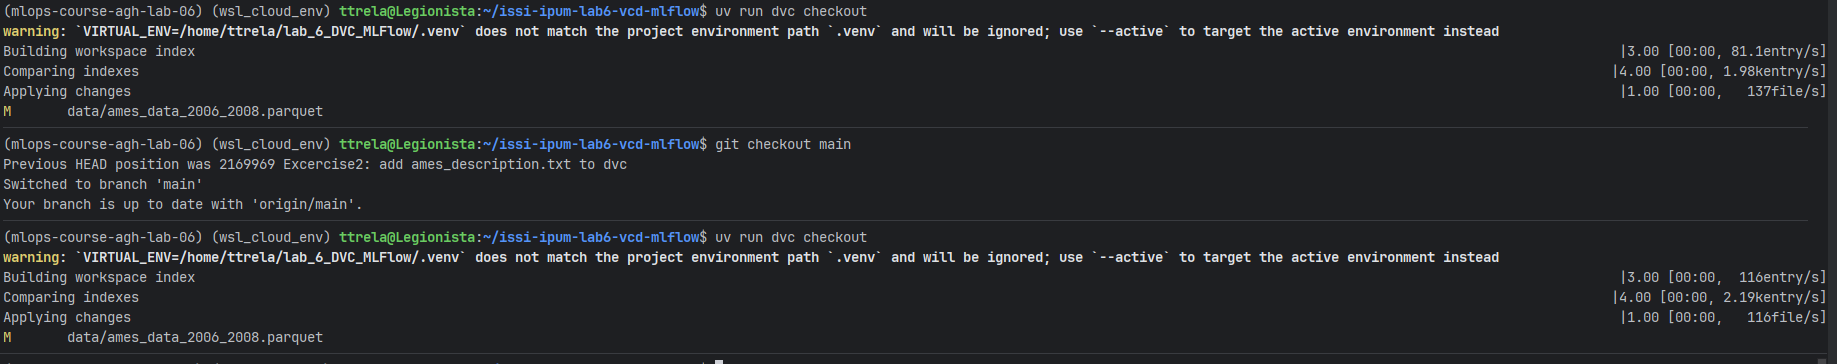 (mlops-course-agh-lab-06) (wsl_cloud_env) ttrela@Legionista:~/issi-ipum-lab6-vcd-mlflow$ uv run dvc checkout
warning: `VIRTUAL_ENV=/home/ttrela/lab_6_DVC_MLFlow/.venv` does not match the project environment path `.venv` and will be ignored; use `--active` to target the active environment instead
Building workspace index |3.00 [00:00, 81.1entry/s]
Comparing indexes |4.00 [00:00, 1.98kentry/s]
Applying changes |1.00 [00:00,   137file/s]
M       data/ames_data_2006_2008.parquet
(mlops-course-agh-lab-06) (wsl_cloud_env) ttrela@Legionista:~/issi-ipum-lab6-vcd-mlflow$ git checkout main
Previous HEAD position was 2169969 Excercise2: add ames_description.txt to dvc
Switched to branch 'main'
Your branch is up to date with 'origin/main'.
(mlops-course-agh-lab-06) (wsl_cloud_env) ttrela@Legionista:~/issi-ipum-lab6-vcd-mlflow$ uv run dvc checkout
warning: `VIRTUAL_ENV=/home/ttrela/lab_6_DVC_MLFlow/.venv` does not match the project environment path `.venv` and will be ignored; use `--active` to target the active environment instead
Building workspace index |3.00 [00:00,  116entry/s]
Comparing indexes |4.00 [00:00, 2.19kentry/s]
Applying changes |1.00 [00:00,   116file/s]
M       data/ames_data_2006_2008.parquet